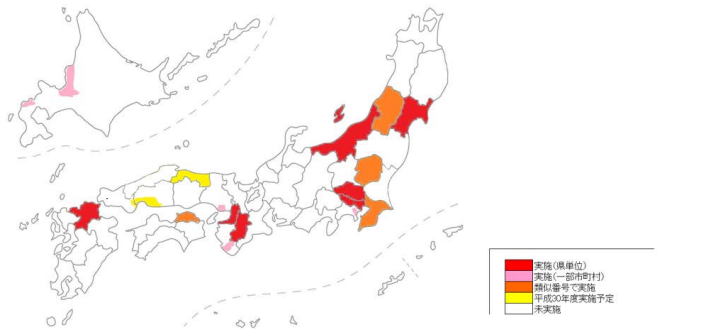 実施(県単位)
実施(一部市町村)
類似番号で実施
平成30年度実施予定
未実施